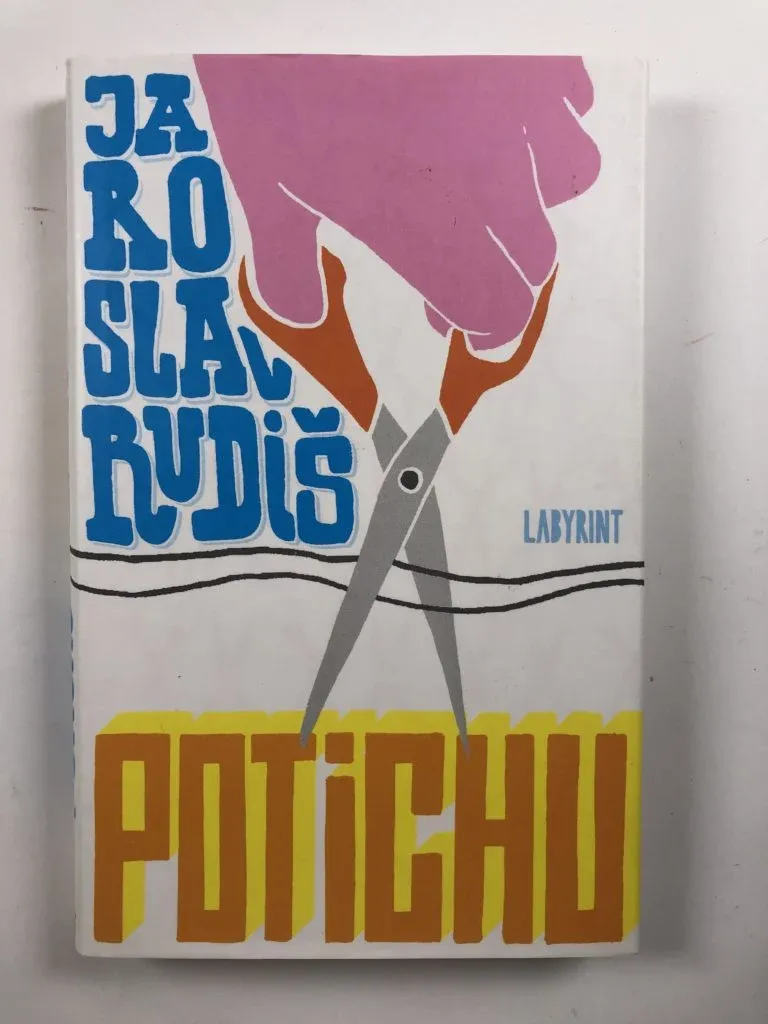 JA
RO
SLAV
RUDiŠ
LABYRINT
POTiCHU